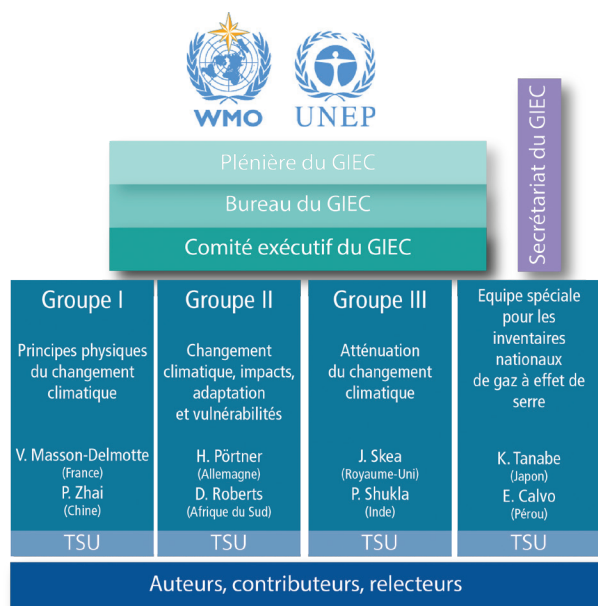 WMO
UNEP
Plénière du GIEC
Bureau du GIEC
Comité exécutif du GIEC
Secrétariat du GIEC
Groupe I
Principes physiques
du changement
climatique
V. Masson-Delmotte
(France)
P. Zhai
(Chine)
TSU
Groupe II
Changement
climatique, impacts,
adaptation
et vulnérabilités
H. Pörtner
(Allemagne)
D. Roberts
(Afrique du Sud)
TSU
Groupe III
Atténuation
du changement
climatique
J. Skea
(Royaume-Uni)
P. Shukla
(Inde)
TSU
Equipe spéciale
pour les
inventaires
nationaux
de gaz à effet de
serre
K. Tanabe
(Japon)
E. Calvo
(Pérou)
TSU
Auteurs, contributeurs, relecteurs